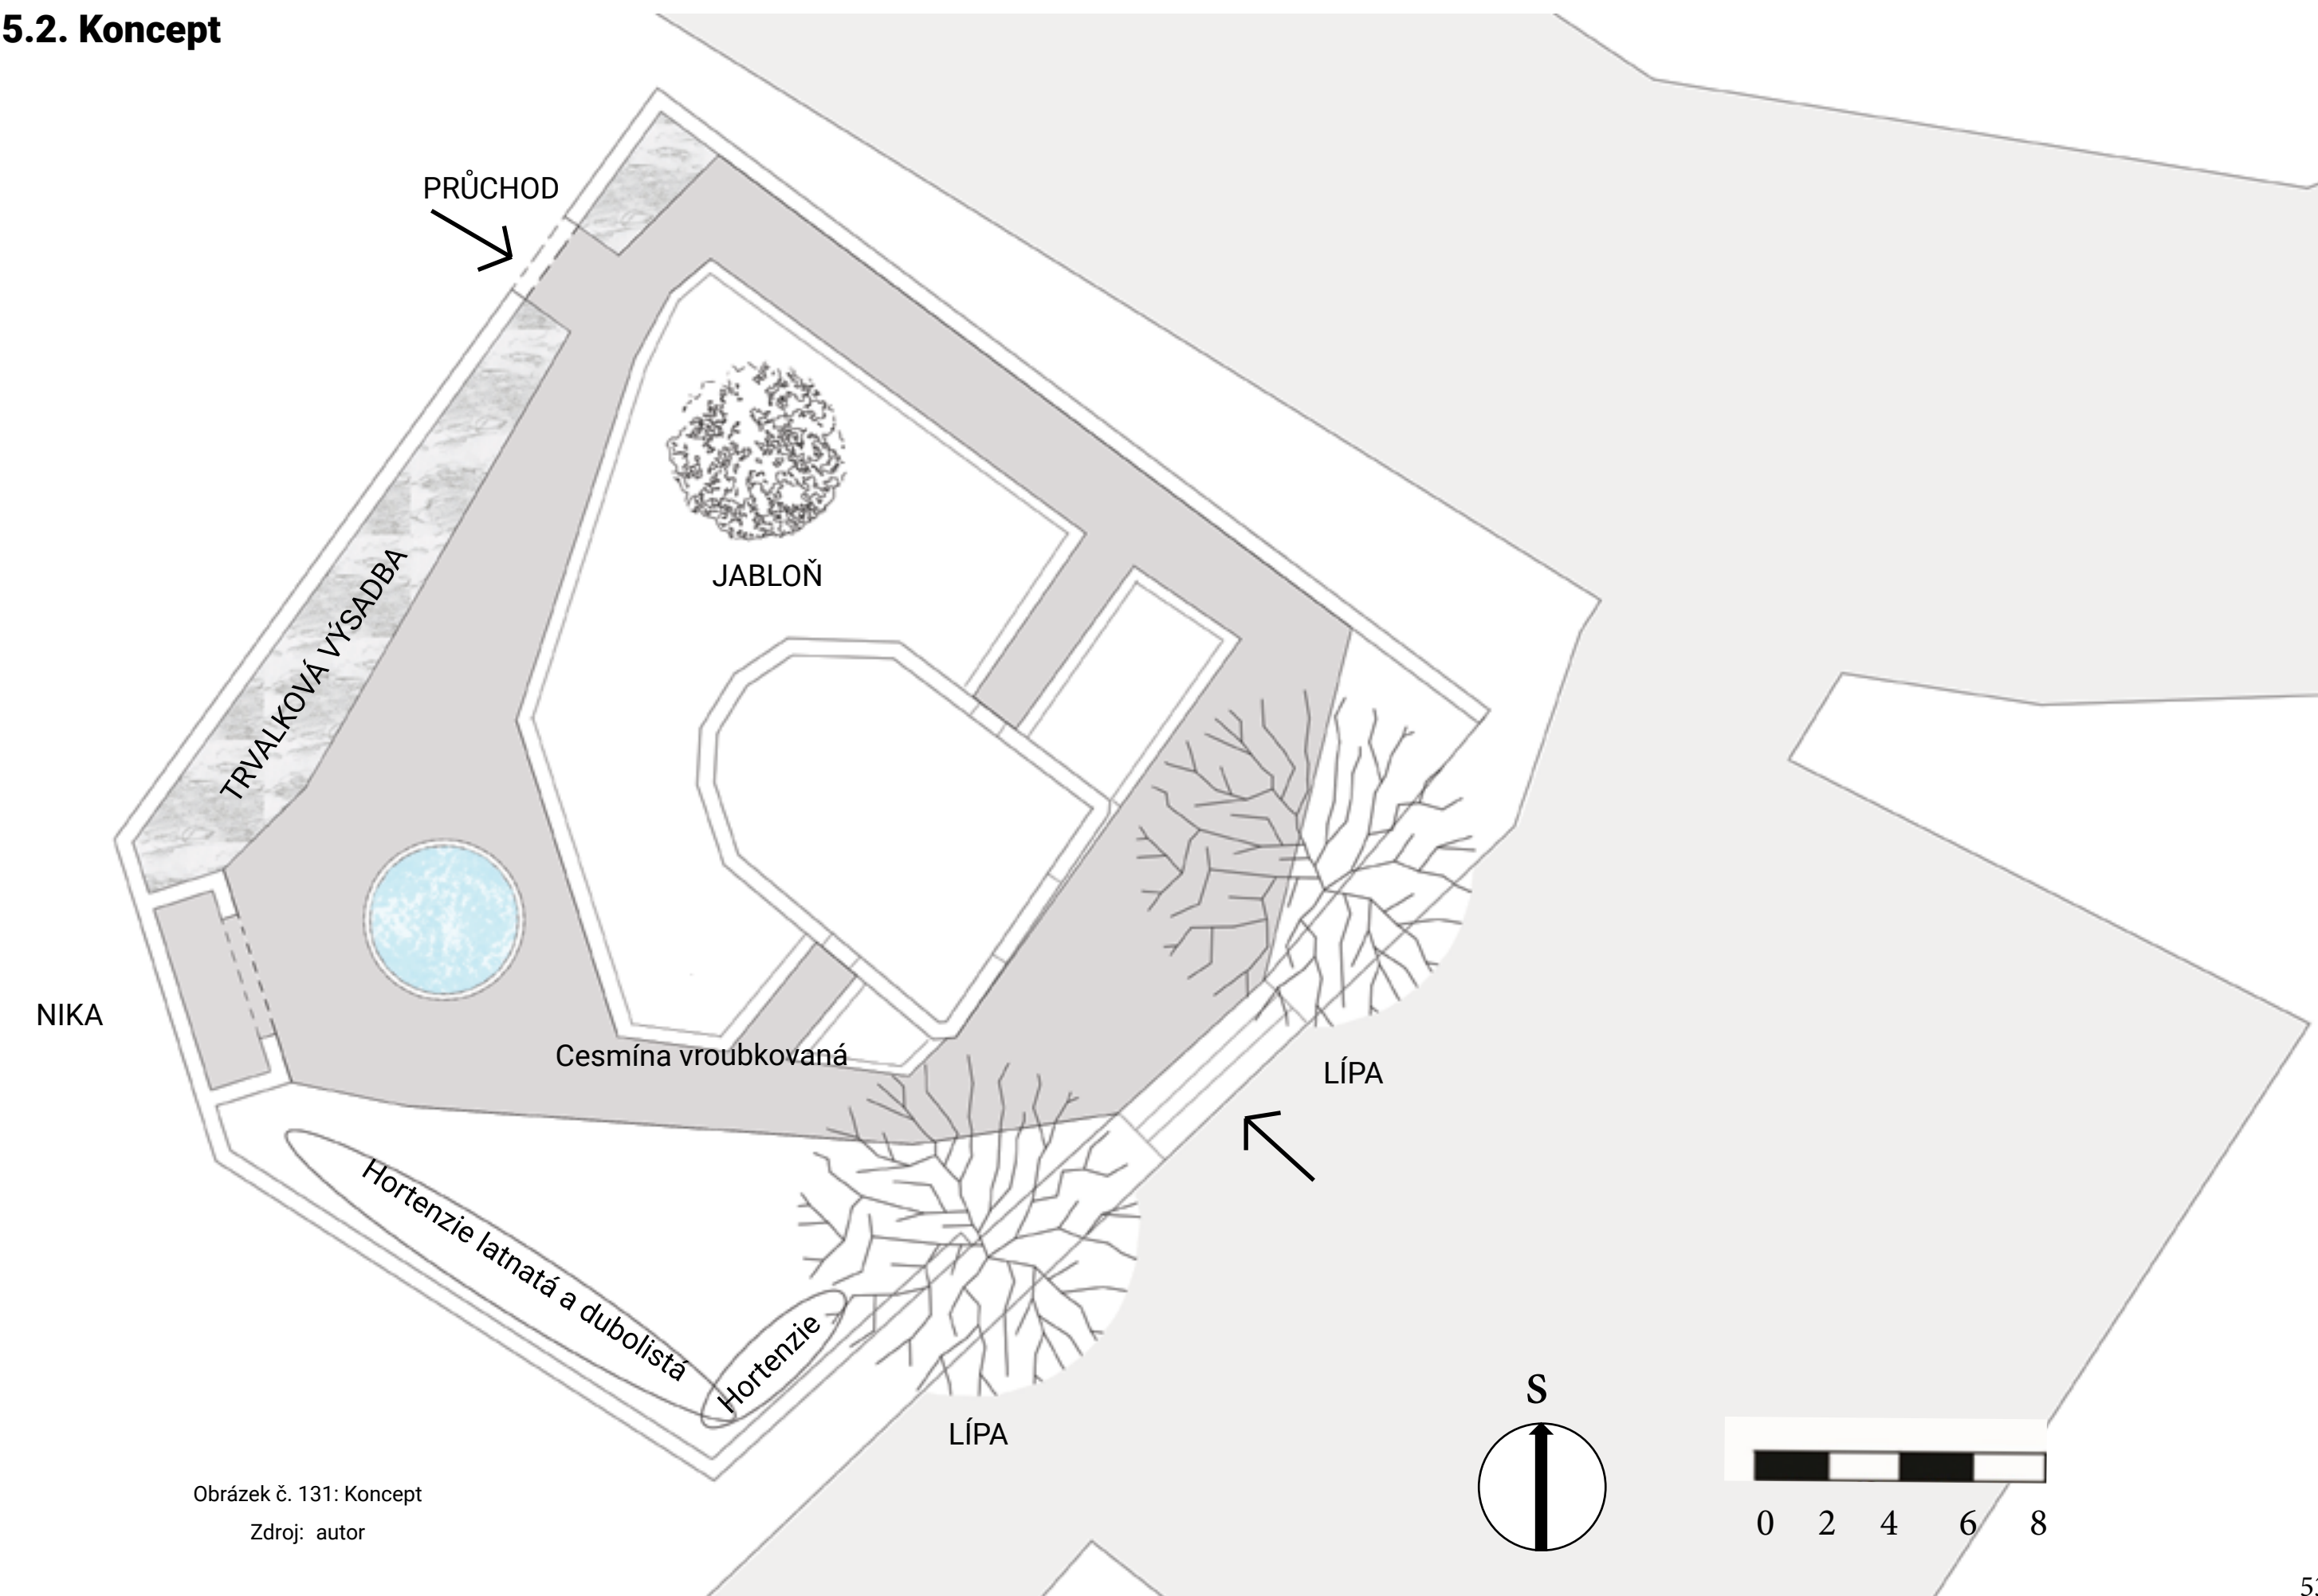 5.2. Koncept
PRŮCHOD
JABLOŇ
TRVALKOVÁ VÝSADBA
NIKA
Cesmína vroubkovaná
LÍPA
Hortenzie latnatá a dubolistá
Hortenzie
LÍPA
S
0 2 4 6 8
Obrázek č. 131: Koncept
Zdroj: autor